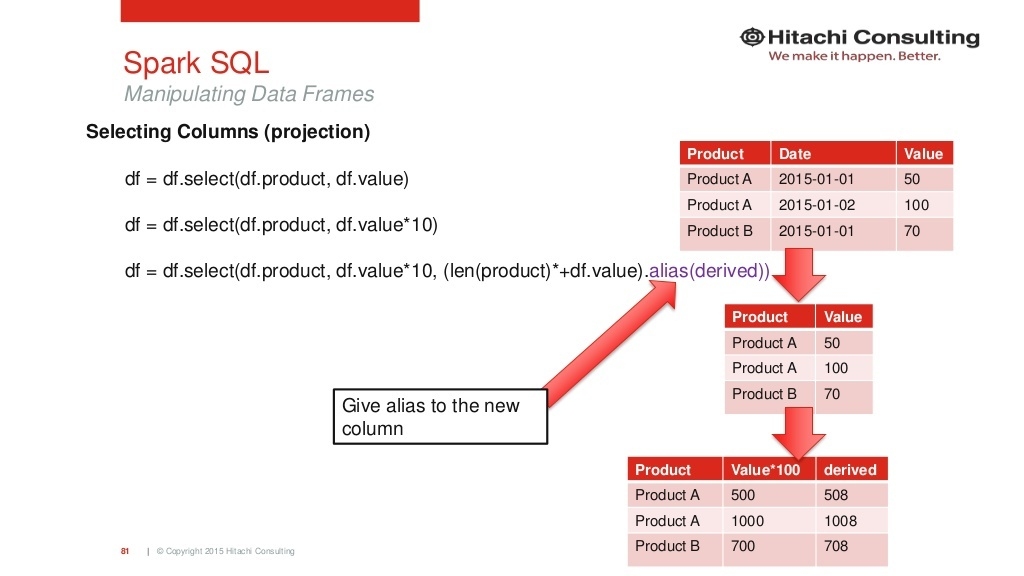 Hitachi Consulting
We make it happen. Better.
Spark SQL
Manipulating Data Frames
Selecting Columns (projection)
df = df.select(df.product, df.value)
df = df.select(df.product, df.value*10)
df = df.select(df.product, df.value*10, (len(product)*+df.value).alias(derived))
Give alias to the new
column
Product Date Value
Product A 2015-01-01 50
Product A 2015-01-02 100
Product B 2015-01-01 70
Product Value
Product A 50
Product A 100
Product B 70
Product Value*100 derived
Product A 500 508
Product A 1000 1008
Product B 700 708
81 | © Copyright 2015 Hitachi Consulting